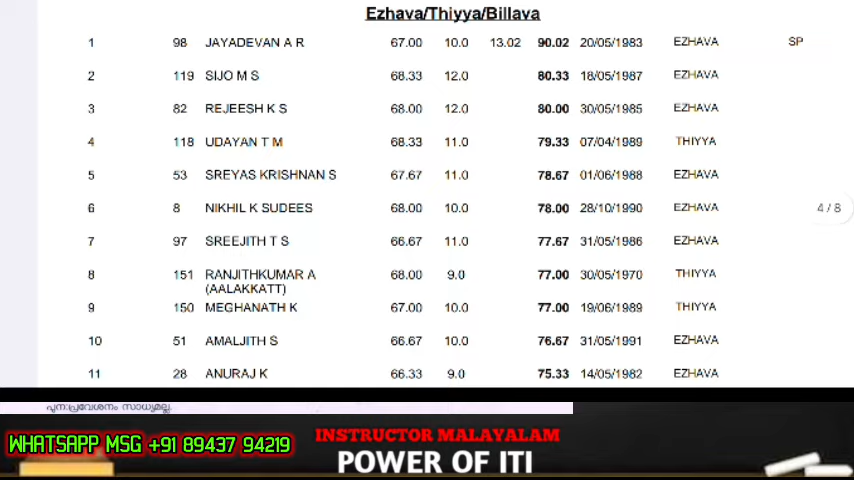 Ezhava/Thiyya/Billava
1 98 JAYADEVAN A R 67.00 10.0 13.02 90.02 20/05/1983 EZHAVA SP
2 119 SIJO M S 68.33 12.0 80.33 18/05/1987 EZHAVA
3 82 REJEESH K S 68.00 12.0 80.00 30/05/1985 EZHAVA
4 118 UDAYAN T M 68.33 11.0 79.33 07/04/1989 THIYYA
5 53 SREYAS KRISHNAN S 67.67 11.0 78.67 01/06/1988 EZHAVA
6 8 NIKHIL K SUDEES 68.00 10.0 78.00 28/10/1990 EZHAVA
4 / 8
7 97 SREEJITH T S 66.67 11.0 77.67 31/05/1986 EZHAVA
8 151 RANJITHKUMAR A 68.00 9.0 77.00 30/05/1970 THIYYA
(AALAKKATT)
9 150 MEGHANATH K 67.00 10.0 77.00 19/06/1989 THIYYA
10 51 AMALJITH S 66.67 10.0 76.67 31/05/1991 EZHAVA
11 28 ANURAJ K 66.33 9.0 75.33 14/05/1982 EZHAVA
പുന:പ്രവേശനം സാധ്യമല്ല.
WHATSAPP MSG +91 89437 94219
INSTRUCTOR MALAYALAM
POWER OF ITI